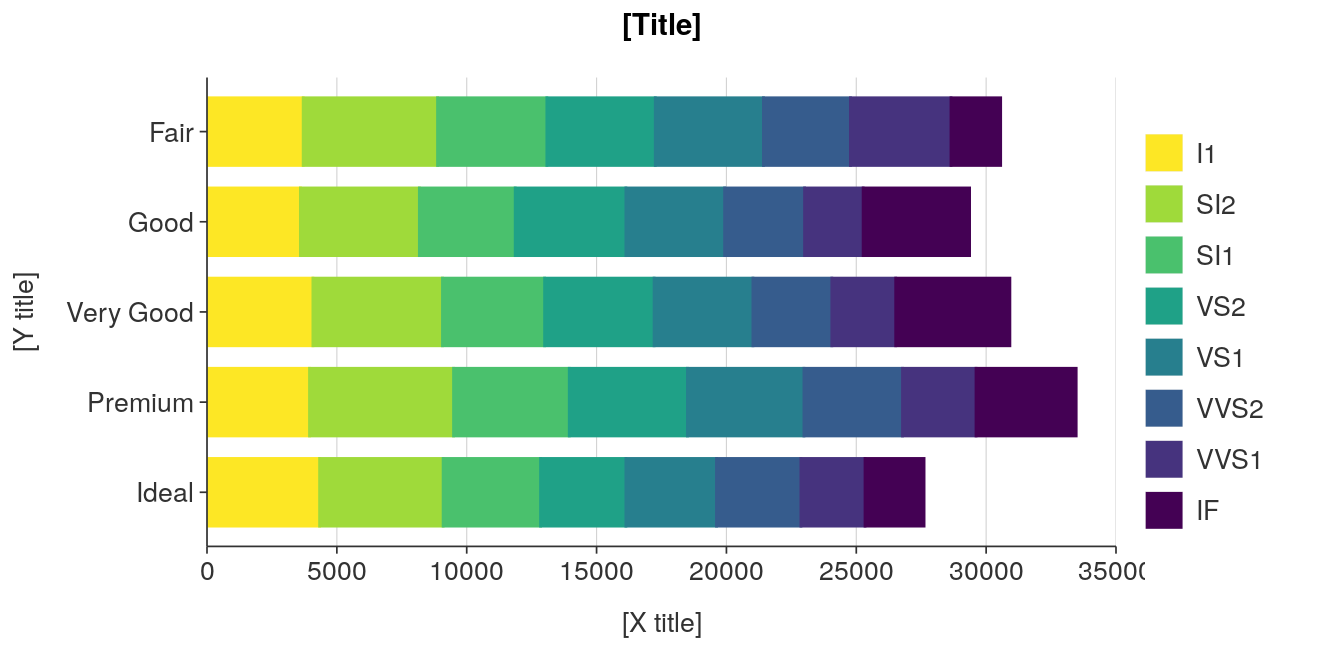 [Title]
Fair
Good
Very Good
Premium
Ideal
[Y title]
0 5000 10000 15000 20000 25000 30000 3500
[X title]
I1
SI2
SI1
VS2
VS1
VVS2
VVS1
IF